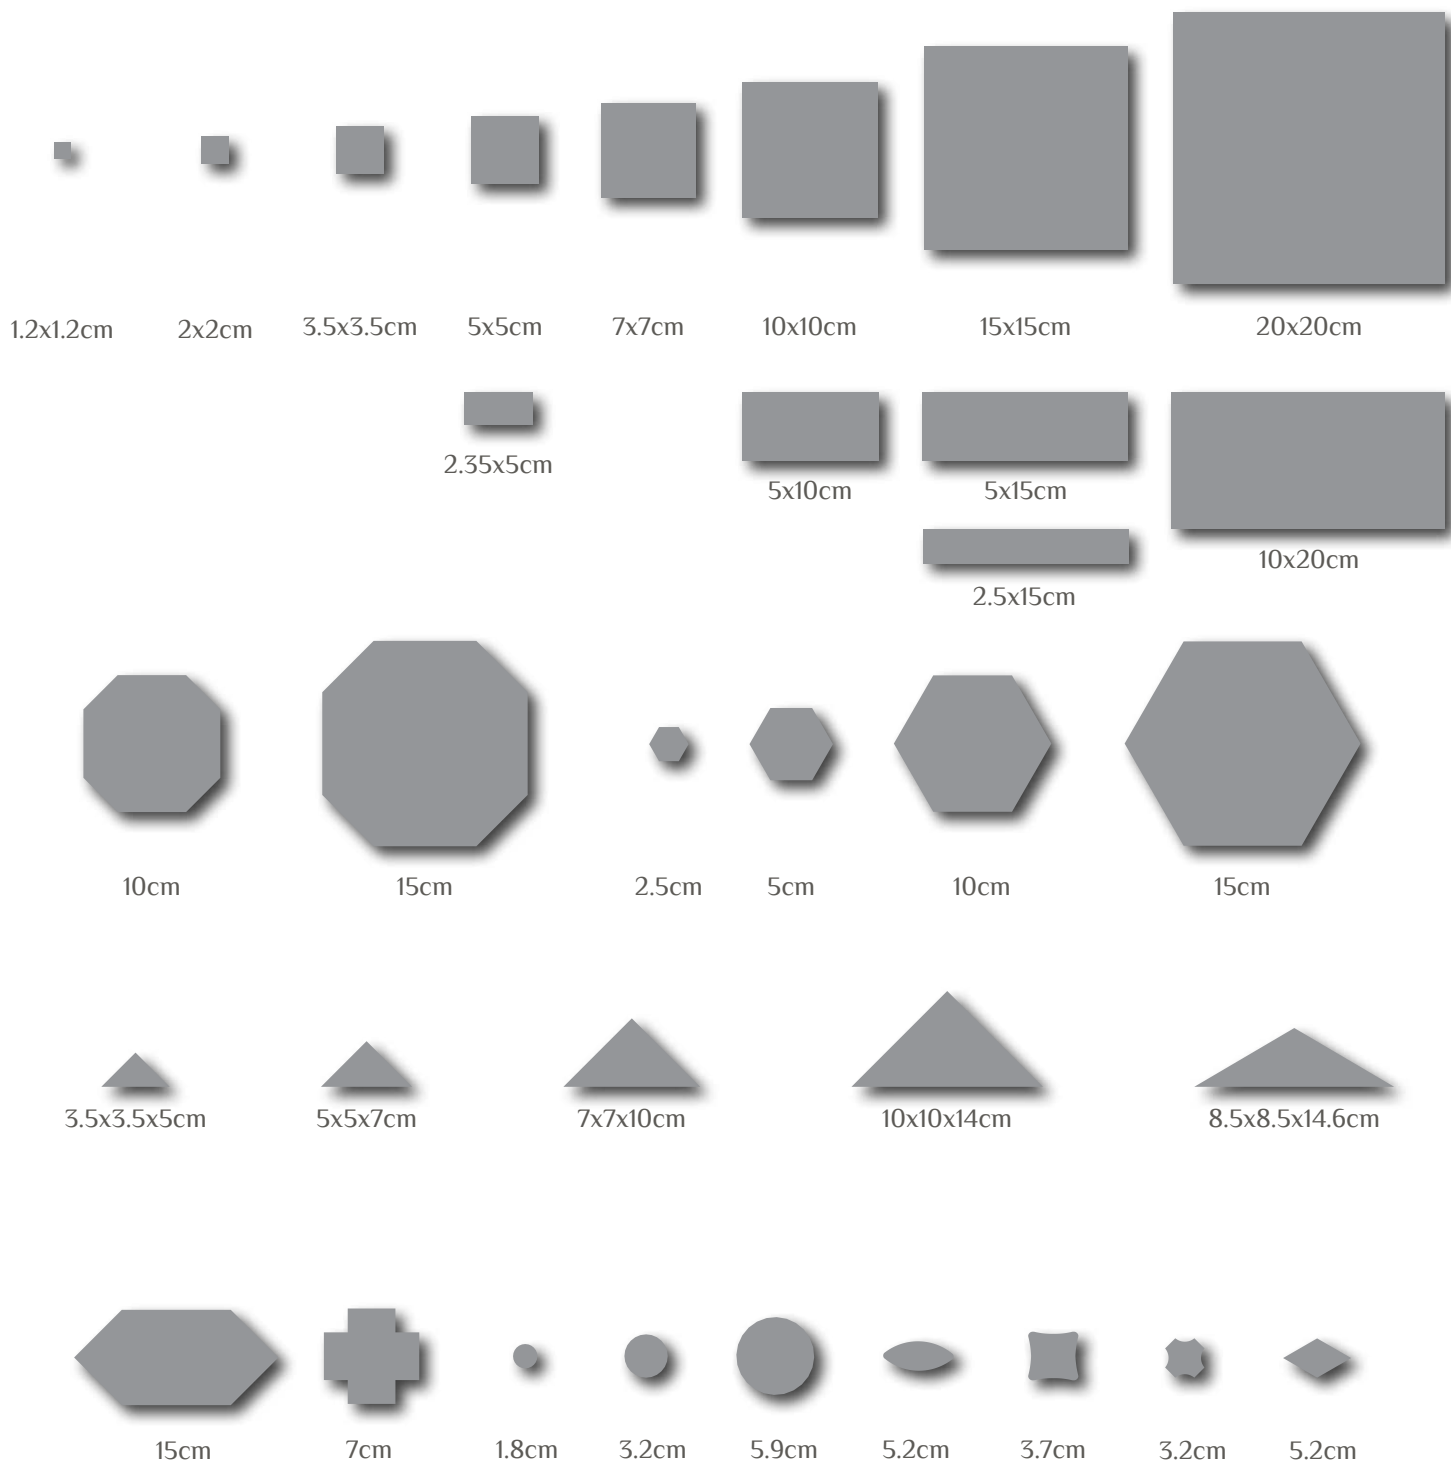 1.2x1.2cm 2x2cm 3.5x3.5cm 5x5cm 7x7cm 10x10cm 15x15cm 20x20cm
2.35x5cm 5x10cm 5x15cm
10x20cm
2.5x15cm
10cm 15cm 2.5cm 5cm 10cm 15cm
3.5x3.5x5cm 5x5x7cm 7x7x10cm 10x10x14cm 8.5x8.5x14.6cm
15cm 7cm 1.8cm 3.2cm 5.9cm 5.2cm 3.7cm 3.2cm 5.2cm